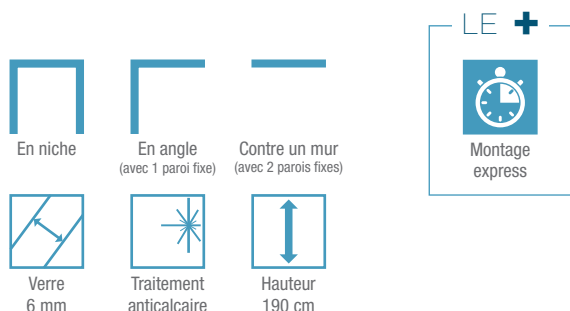 LE +
En niche
En angle
(avec 1 paroi fixe)
Contre un mur
(avec 2 parois fixes)
Montage
express
Verre
6 mm
Traitement
anticalcaire
Hauteur
190 cm